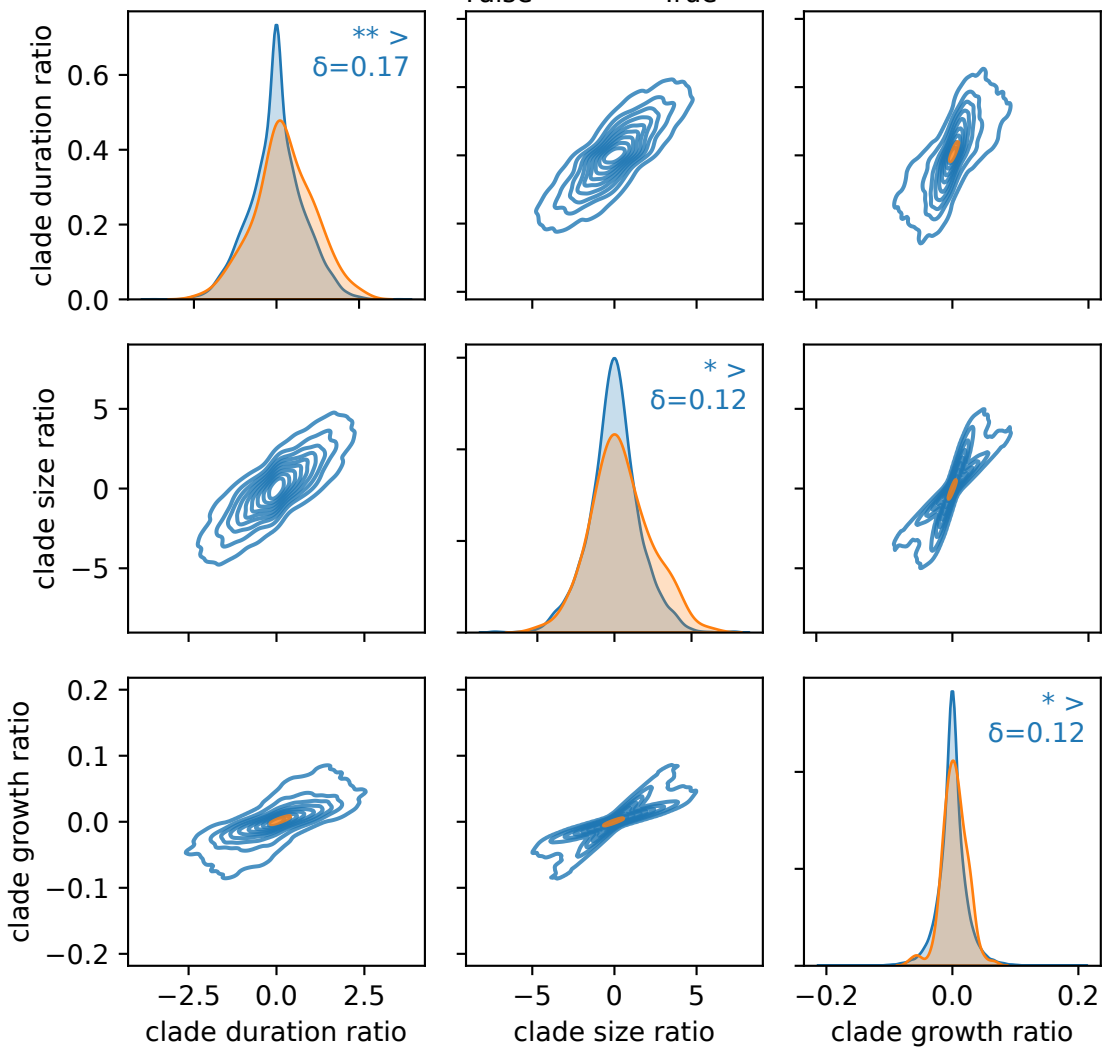 False True
clade duration ratio
0.6
0.4
0.2
0.0
** >
δ=0.17
clade size ratio
5
0
−5
* >
δ=0.12
clade growth ratio
0.2
0.1
0.0
−0.1
−0.2
* >
δ=0.12
−2.5 0.0 2.5
−5 0 5
−0.2 0.0 0.2
clade duration ratio
clade size ratio
clade growth ratio